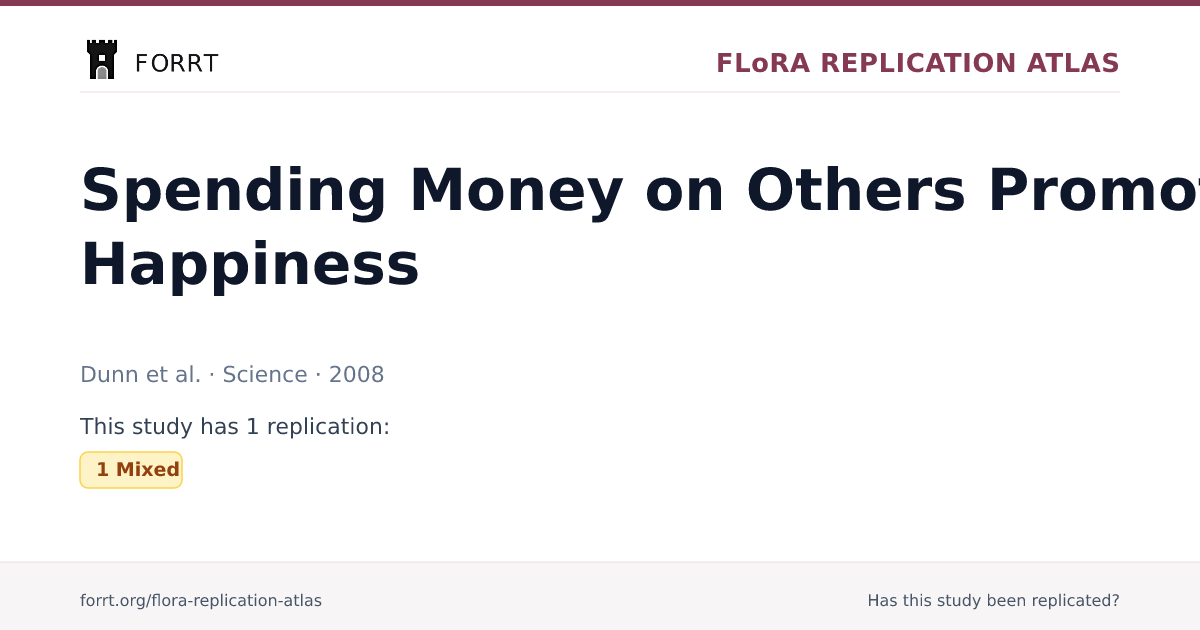 FORRT
FLoRA REPLICATION ATLAS
Spending Money on Others Promo
Happiness
Dunn et al. · Science · 2008
This study has 1 replication:
1 Mixed
forrt.org/flora-replication-atlas
Has this study been replicated?